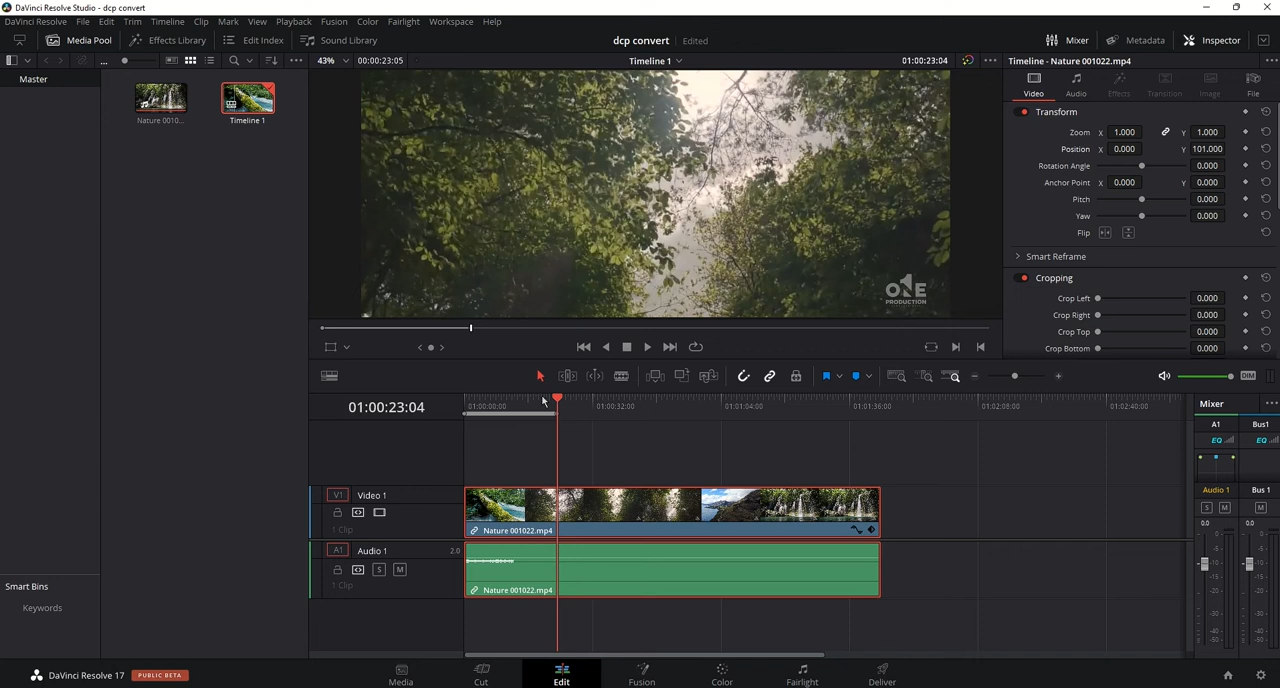 DaVinci Resolve Studio - dcp convert
DaVinci Resolve File Edit Trim Timeline Clip Mark View Playback Fusion Color Fairlight Workspace Help
Media Pool Effects Library Edit Index Sound Library
dcp convert Edited
Mixer Metadata Inspector
43% 00:00:23:05 Timeline 1 01:00:23:04
Timeline - Nature 001022.mp4
Master
Nature 0010...
Timeline 1
Video Audio Effects Transition Image File
Transform
Zoom X 1.000 Y 1.000
Position X 0.000 Y 101.000
Rotation Angle 0.000
Anchor Point X 0.000 Y 0.000
Pitch 0.000
Yaw 0.000
Flip
Smart Reframe
Cropping
Crop Left 0.000
Crop Right 0.000
Crop Top 0.000
Crop Bottom 0.000
ONE
PRODUCTION
DIM
01:00:23:04
01:00:00:00 01:00:32:00 01:01:04:00 01:01:36:00 01:02:08:00 01:02:40:00
V1 Video 1
1 Clip
Nature 001022.mp4
A1 Audio 1 2.0
S M
1 Clip
Nature 001022.mp4
Mixer
A1 Bus1
EQ EQ
Audio 1 Bus 1
S M M
0.0 0.0
Smart Bins
Keywords
DaVinci Resolve 17 PUBLIC BETA
Media Cut Edit Fusion Color Fairlight Deliver